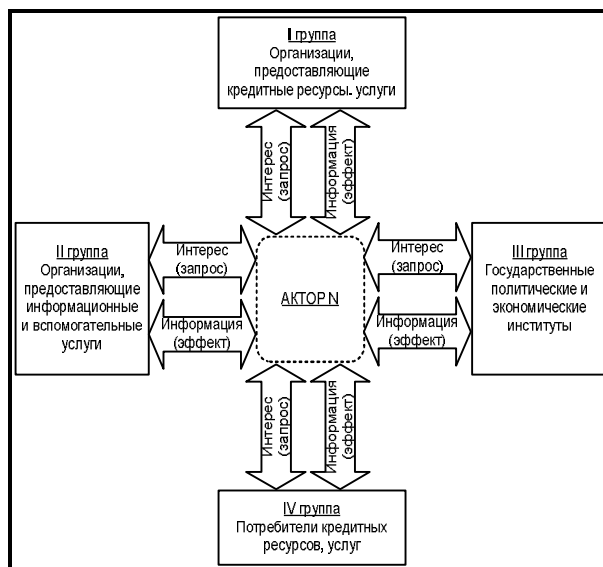 I группа
Организации,
предоставляющие
кредитные ресурсы. услуги
Интерес
(запрос)
Информация
(эффект)
II группа
Организации,
предоставляющие
информационные
и вспомогательные
услуги
Интерес
(запрос)
Информация
(эффект)
АКТОР N
Интерес
(запрос)
Информация
(эффект)
III группа
Государственные
политические и
экономические
институты
Интерес
(запрос)
Информация
(эффект)
IV группа
Потребители кредитных
ресурсов, услуг